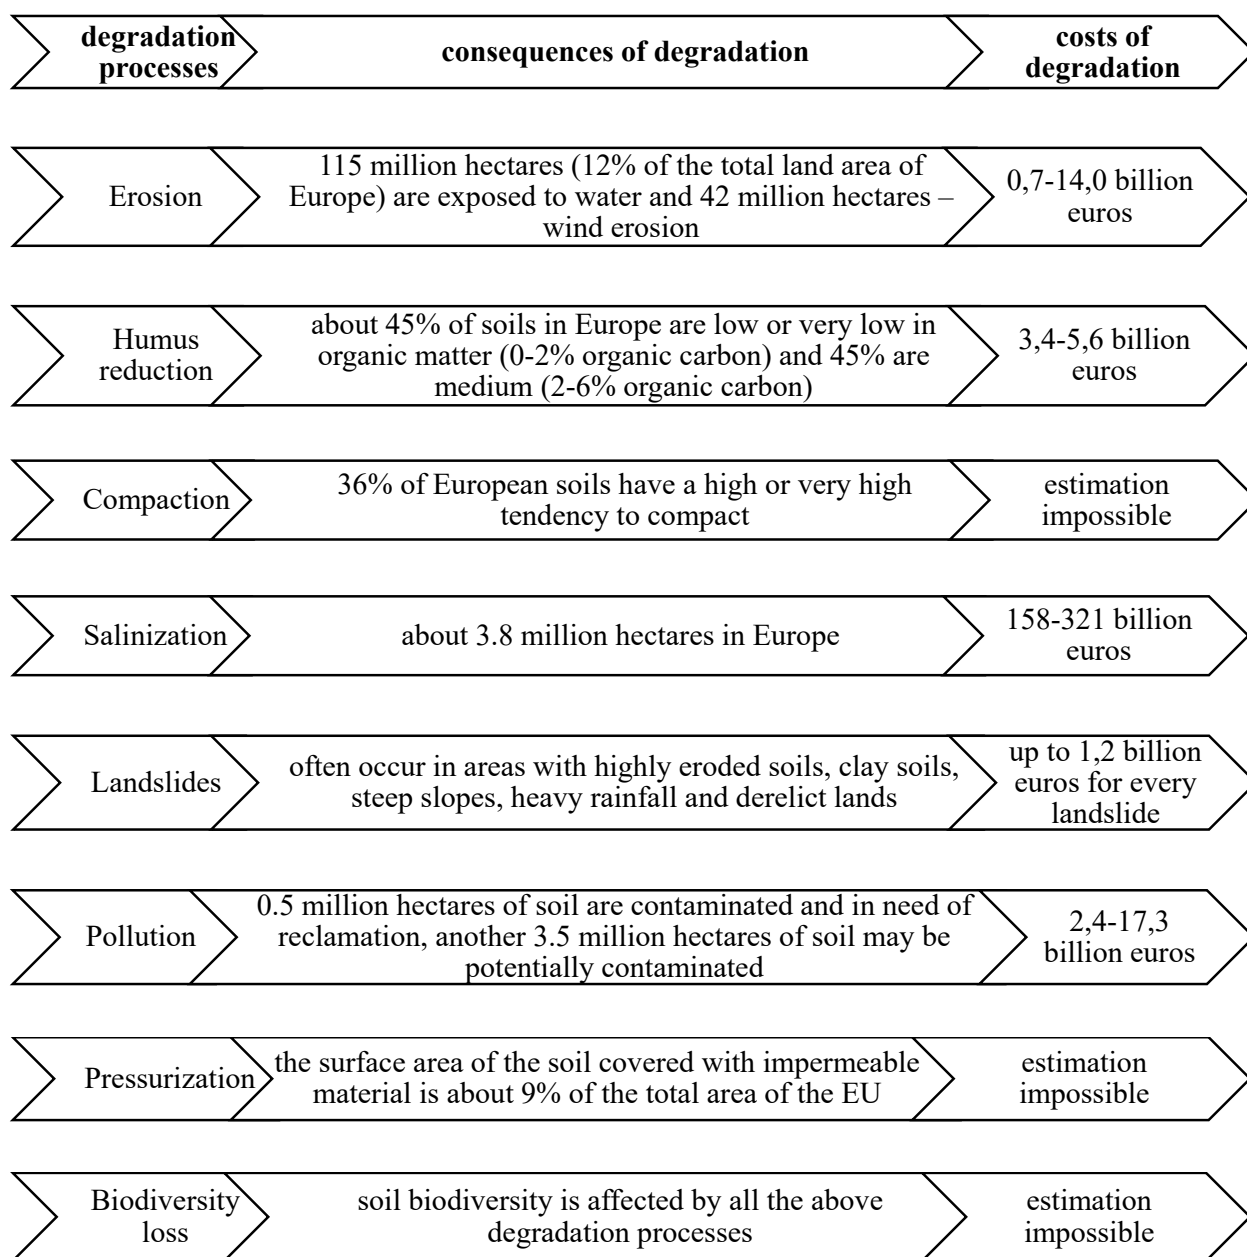 degradation
processes
consequences of degradation
costs of
degradation
Erosion
115 million hectares (12% of the total land area of
Europe) are exposed to water and 42 million hectares –
wind erosion
0,7-14,0 billion
euros
Humus
reduction
about 45% of soils in Europe are low or very low in
organic matter (0-2% organic carbon) and 45% are
medium (2-6% organic carbon)
3,4-5,6 billion
euros
Compaction
36% of European soils have a high or very high
tendency to compact
estimation
impossible
Salinization
about 3.8 million hectares in Europe
158-321 billion
euros
Landslides
often occur in areas with highly eroded soils, clay soils,
steep slopes, heavy rainfall and derelict lands
up to 1,2 billion
euros for every
landslide
Pollution
0.5 million hectares of soil are contaminated and in need of
reclamation, another 3.5 million hectares of soil may be
potentially contaminated
2,4-17,3
billion euros
Pressurization
the surface area of the soil covered with impermeable
material is about 9% of the total area of the EU
estimation
impossible
Biodiversity
loss
soil biodiversity is affected by all the above
degradation processes
estimation
impossible